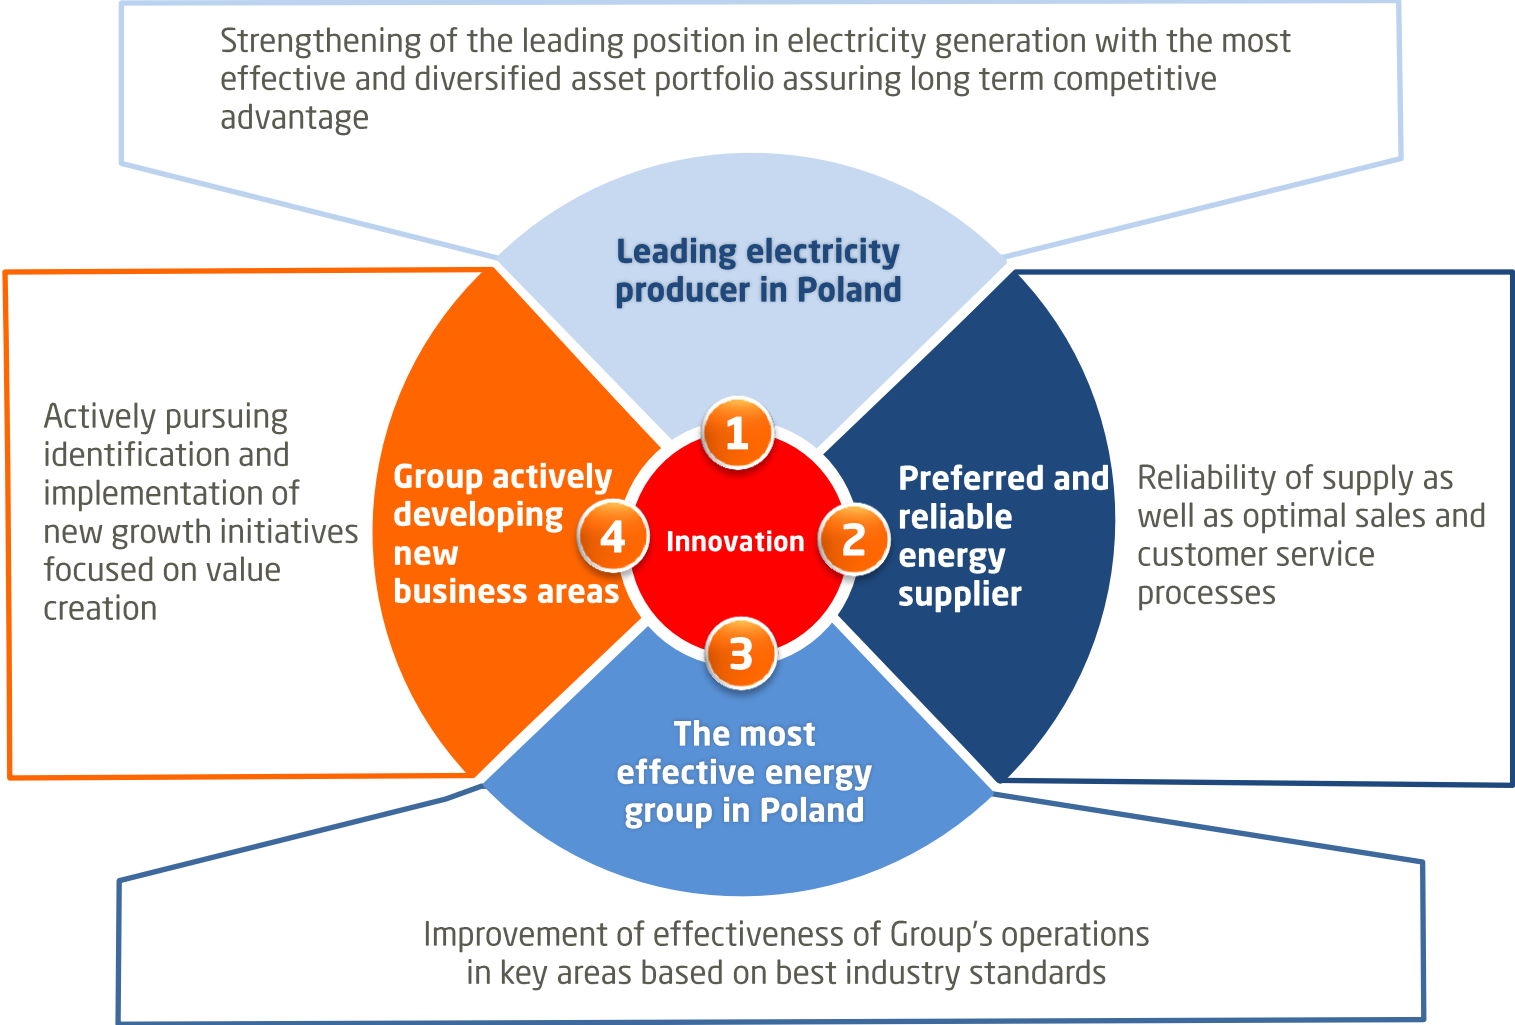 Strengthening of the leading position in electricity generation with the most
effective and diversified asset portfolio assuring long term competitive
advantage
Leading electricity
producer in Poland
1
Actively pursuing
identification and
implementation of
new growth initiatives
focused on value
creation
Group actively
developing
new
business areas
4
Innovation
2
Preferred and
reliable
energy
supplier
Reliability of supply as
well as optimal sales and
customer service
processes
3
The most
effective energy
group in Poland
Improvement of effectiveness of Group's operations
in key areas based on best industry standards